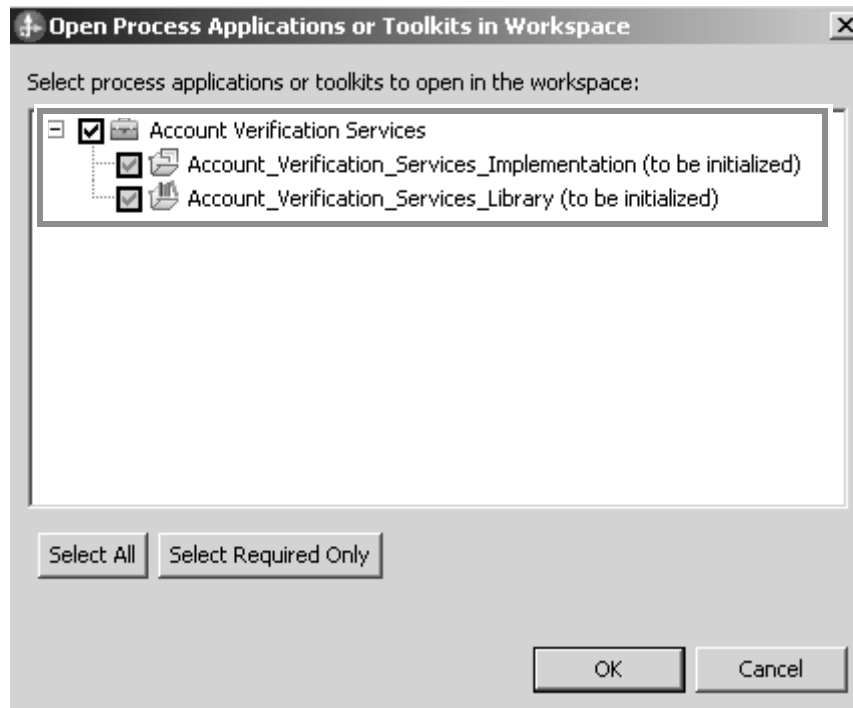 Open Process Applications or Toolkits in Workspace
Select process applications or toolkits to open in the workspace:
Account Verification Services
Account_Verification_Services_Implementation (to be initialized)
Account_Verification_Services_Library (to be initialized)
Select All
Select Required Only
OK
Cancel